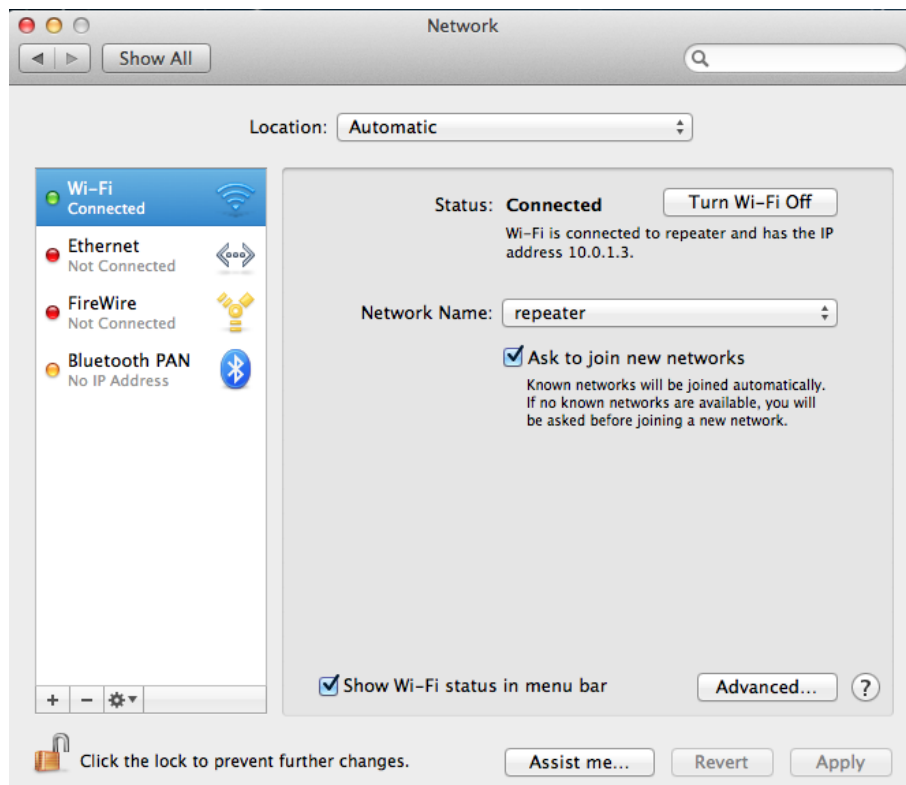 Network
Show All
Location: Automatic
Wi-Fi
Connected
Ethernet
Not Connected
FireWire
Not Connected
Bluetooth PAN
No IP Address
Status: Connected
Turn Wi-Fi Off
Wi-Fi is connected to repeater and has the IP
address 10.0.1.3.
Network Name: repeater
Ask to join new networks
Known networks will be joined automatically.
If no known networks are available, you will
be asked before joining a new network.
Show Wi-Fi status in menu bar
Advanced...
?
Click the lock to prevent further changes.
Assist me...
Revert
Apply